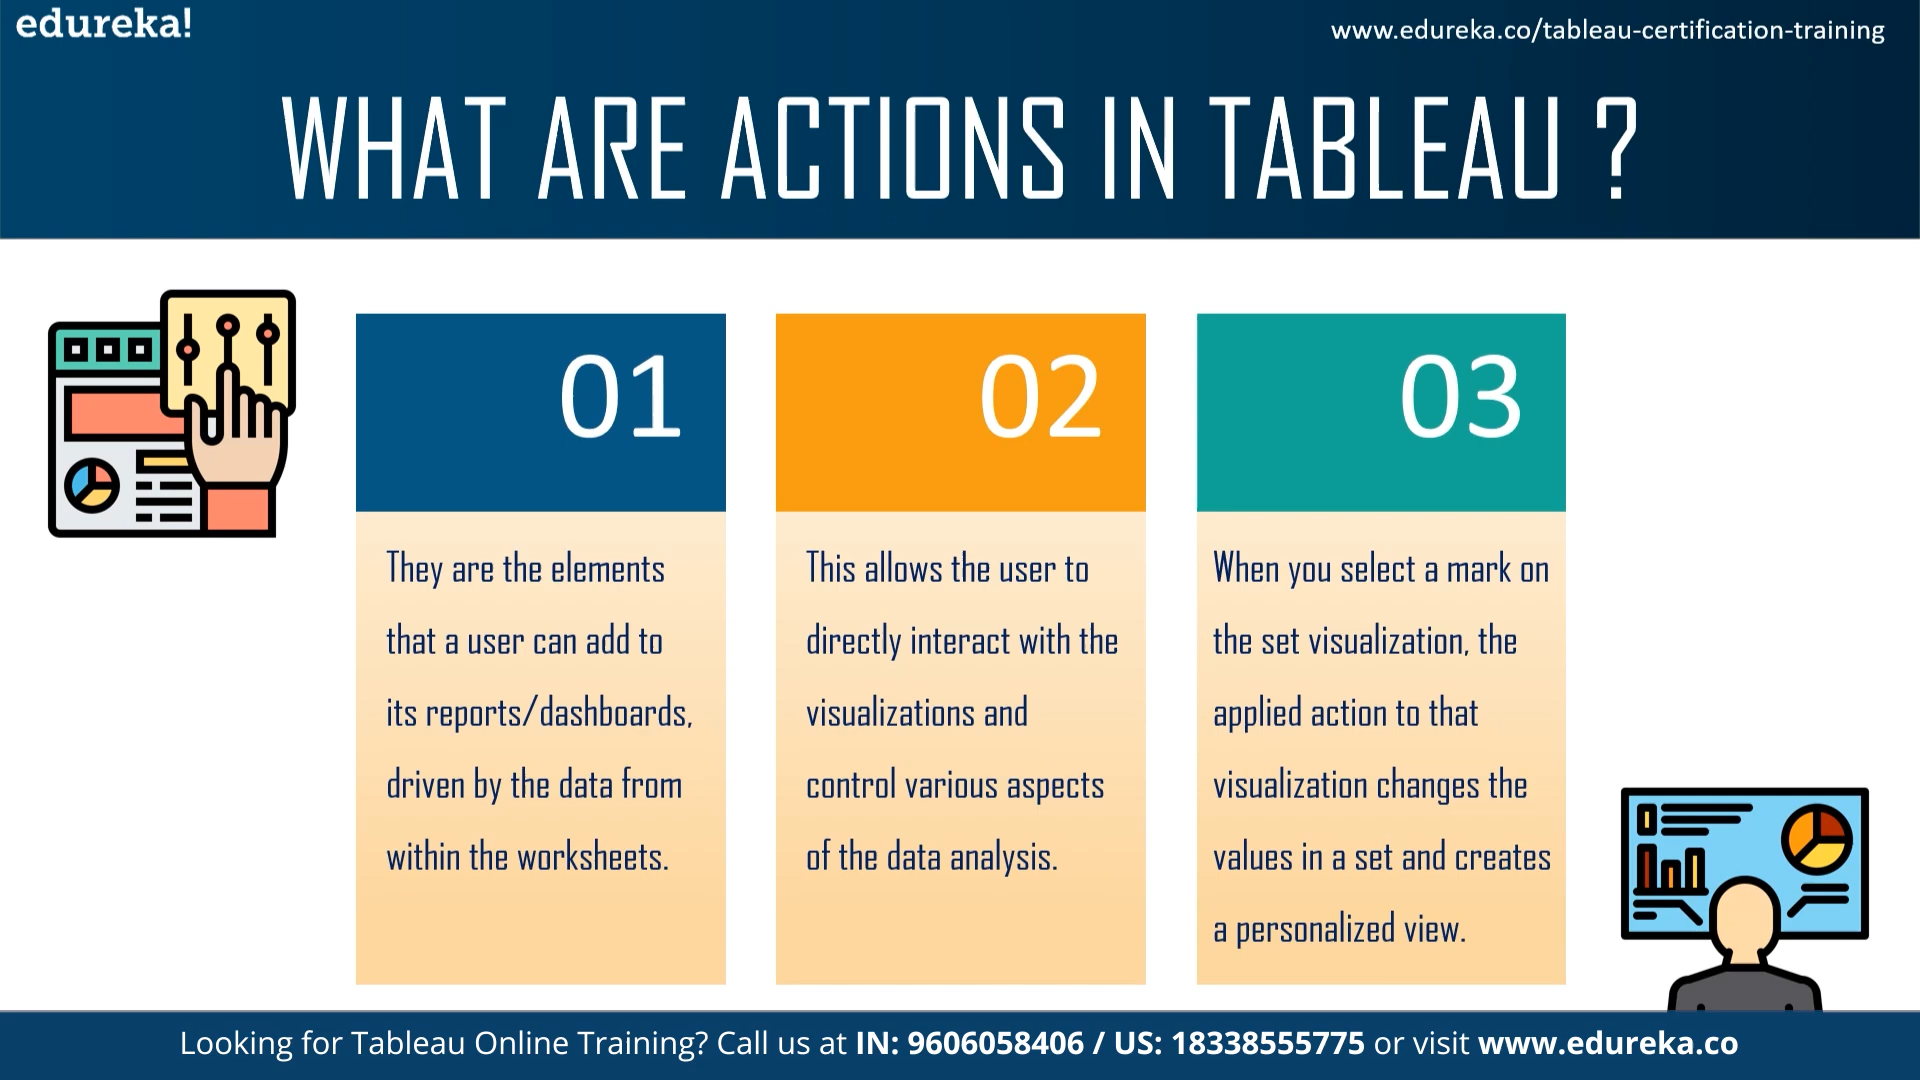 edureka!
www.edureka.co/tableau-certification-training
WHAT ARE ACTIONS IN TABLEAU ?
01
They are the elements
that a user can add to
its reports/dashboards,
driven by the data from
within the worksheets.
02
This allows the user to
directly interact with the
visualizations and
control various aspects
of the data analysis.
03
When you select a mark on
the set visualization, the
applied action to that
visualization changes the
values in a set and creates
a personalized view.
Looking for Tableau Online Training? Call us at IN: 9606058406 / US: 18338555775 or visit www.edureka.co